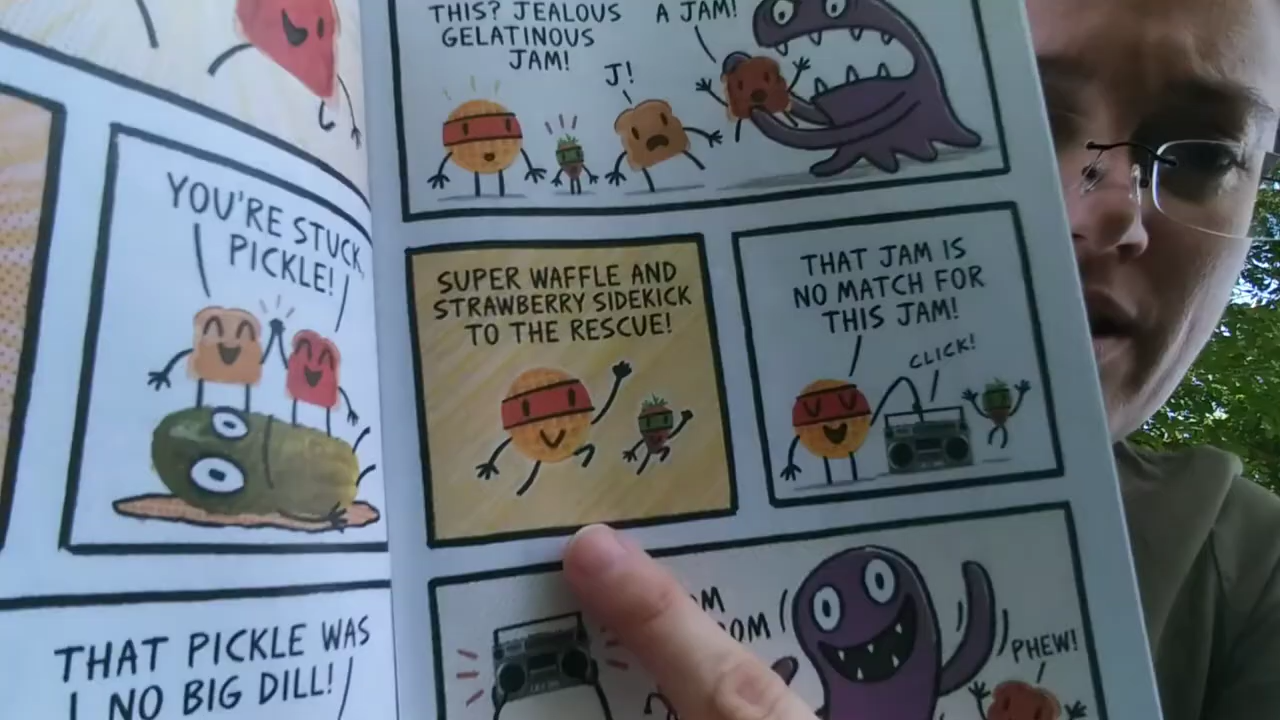 YOU'RE STUCK,
PICKLE!
THAT PICKLE WAS
NO BIG DILL!
THIS? JEALOUS
GELATINOUS
JAM!
J!
A JAM!
SUPER WAFFLE AND
STRAWBERRY SIDEKICK
TO THE RESCUE!
THAT JAM IS
NO MATCH FOR
THIS JAM!
CLICK!
PHEW!